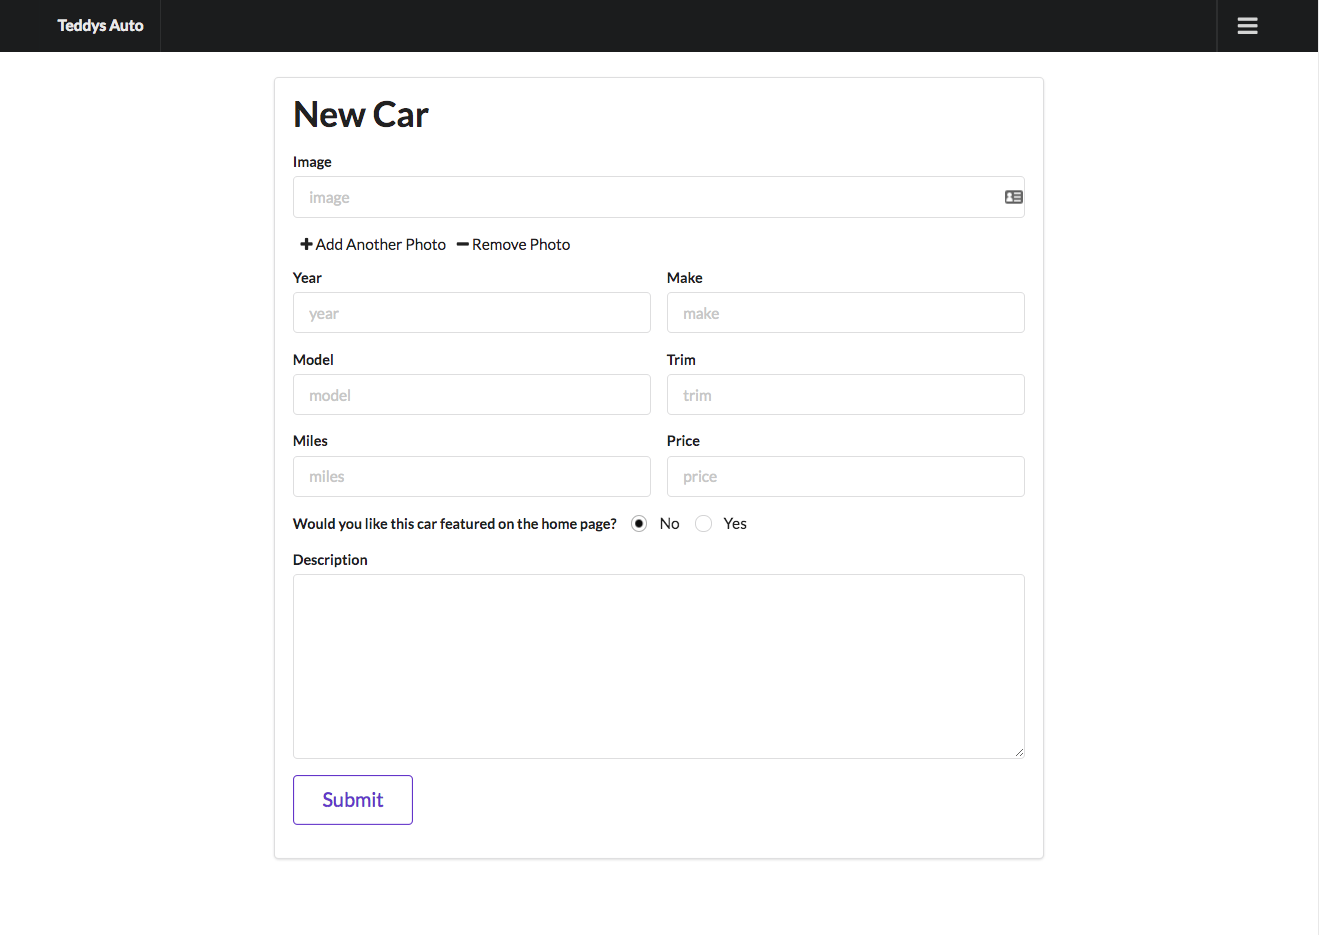 Teddys Auto
New Car
Image
image
Add Another Photo Remove Photo
Year Make
year make
Model Trim
model trim
Miles Price
miles price
Would you like this car featured on the home page? No Yes
Description
Submit